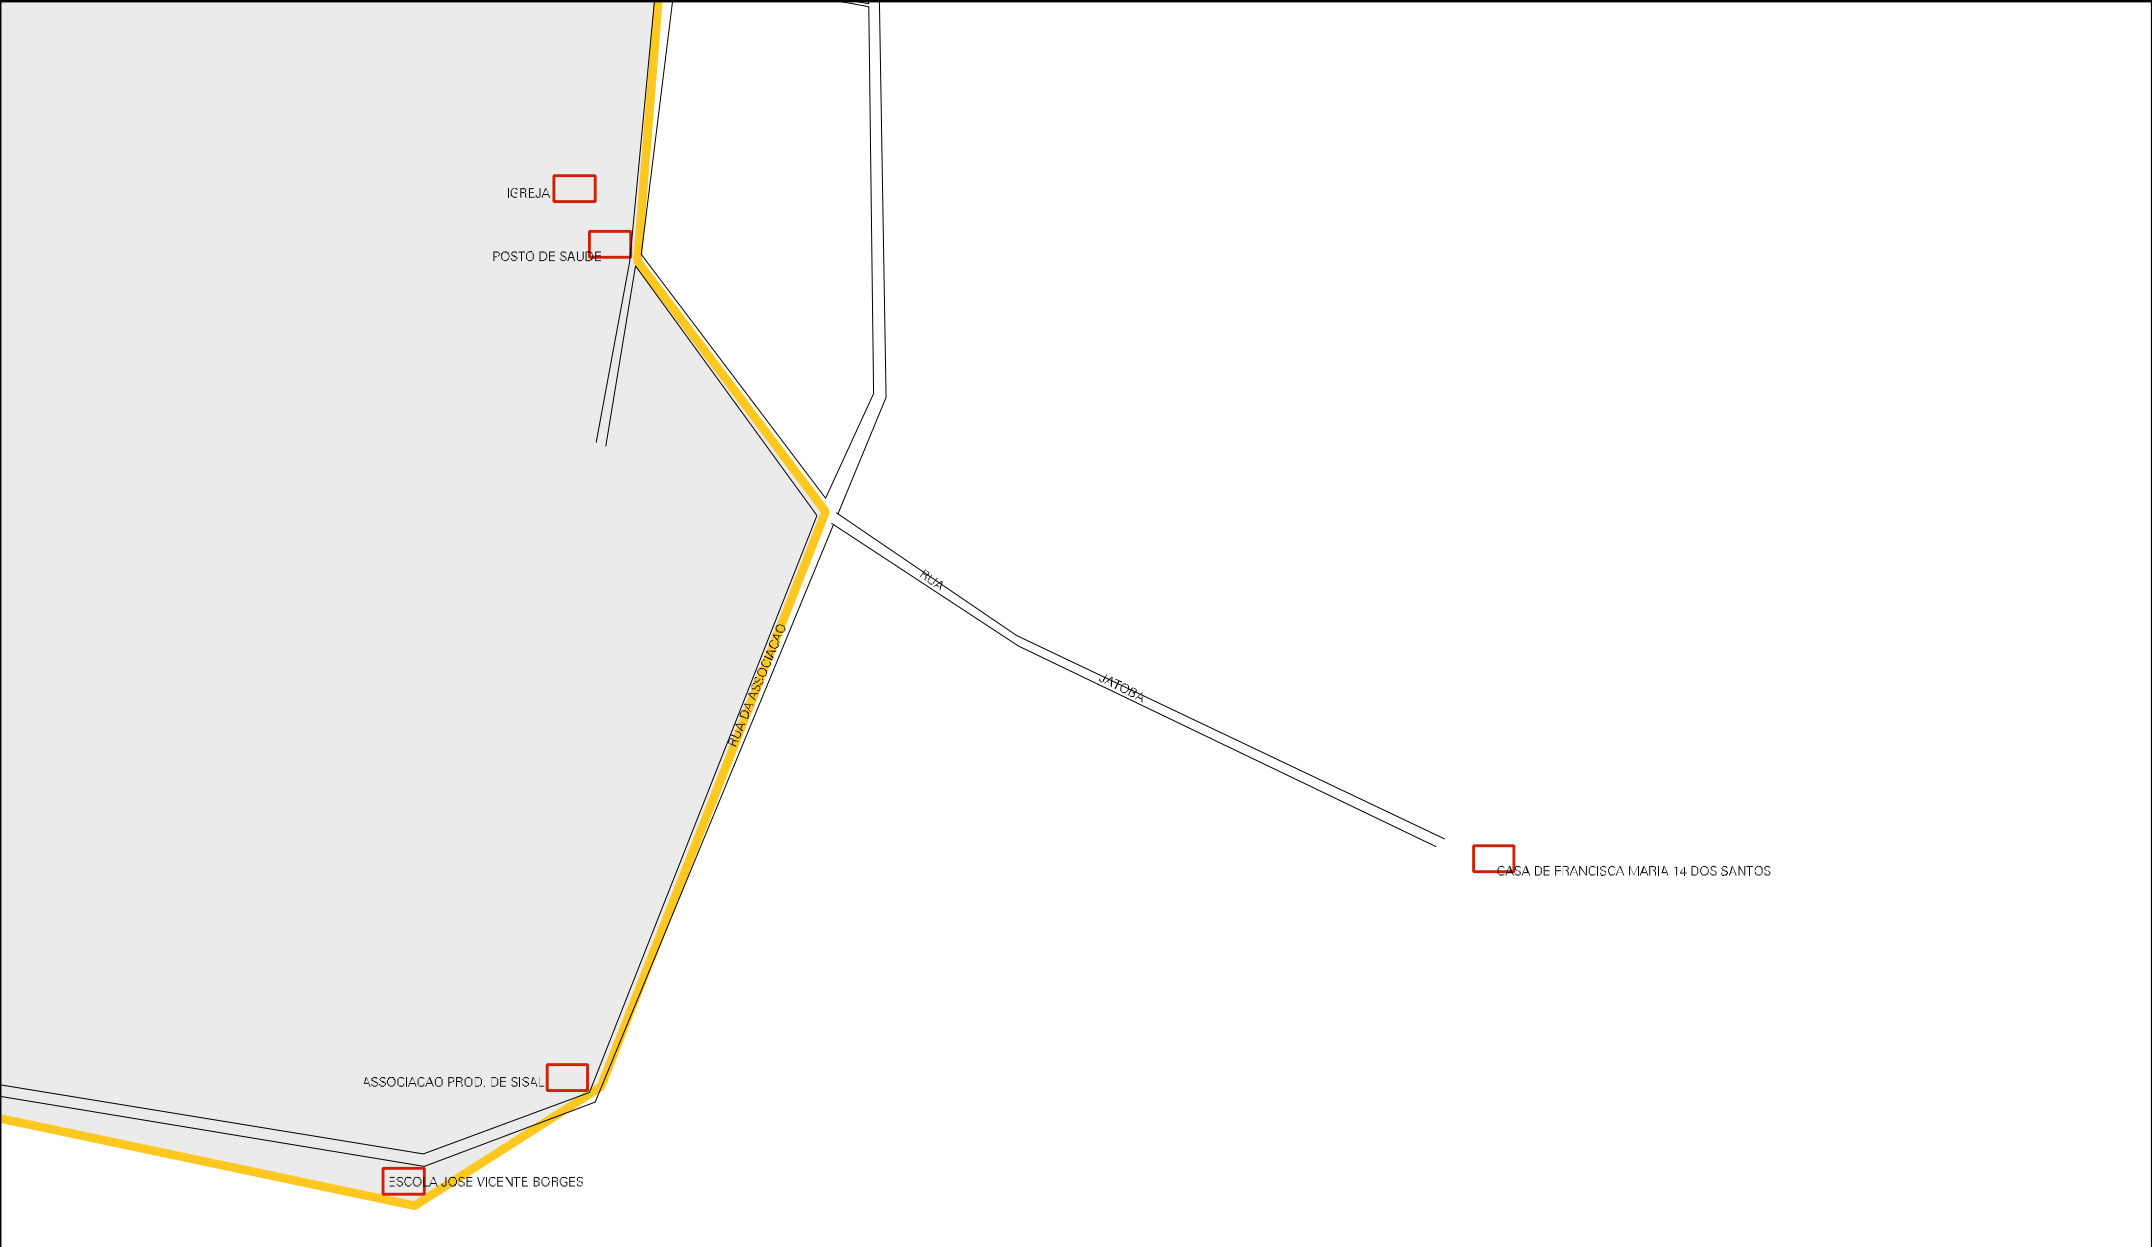 IGREJA
POSTO DE SAUDE
RUA
RUA DA ASSOCIACAO
JATOBA
CASA DE FRANCISCA MARIA 14 DOS SANTOS
ASSOCIACAO PROD. DE SISAL
ESCOLA JOSE VICENTE BORGES